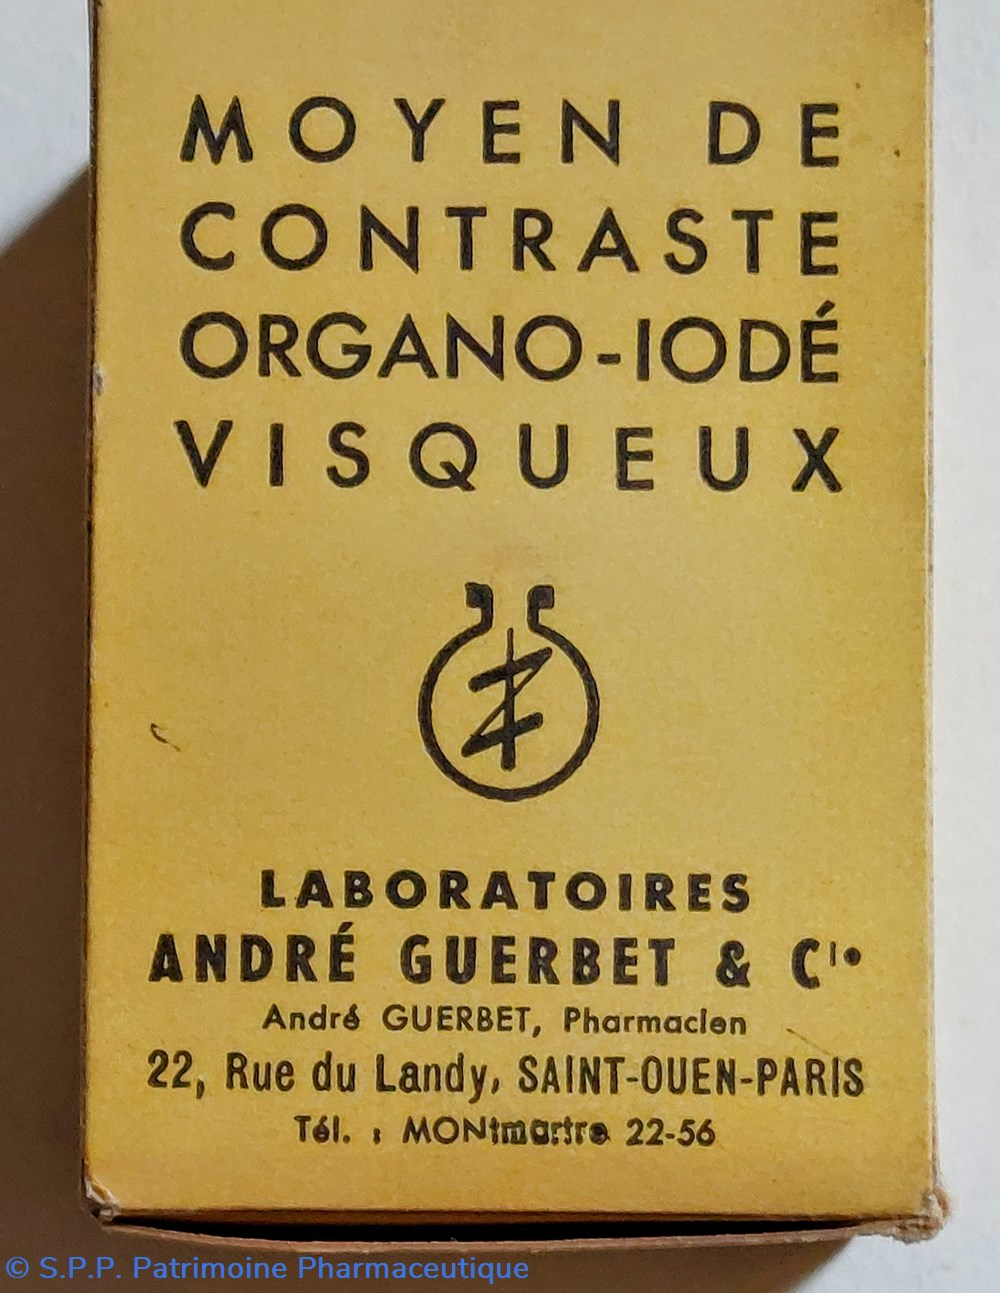 MOYEN DE
CONTRASTE
ORGANO-IODÉ
VISQUEUX
LABORATOIRES
ANDRÉ GUERBET & Cie
André GUERBET, Pharmacien
22, Rue du Landy, SAINT-OUEN-PARIS
Tél. : MONtmartre 22-56
© S.P.P. Patrimoine Pharmaceutique